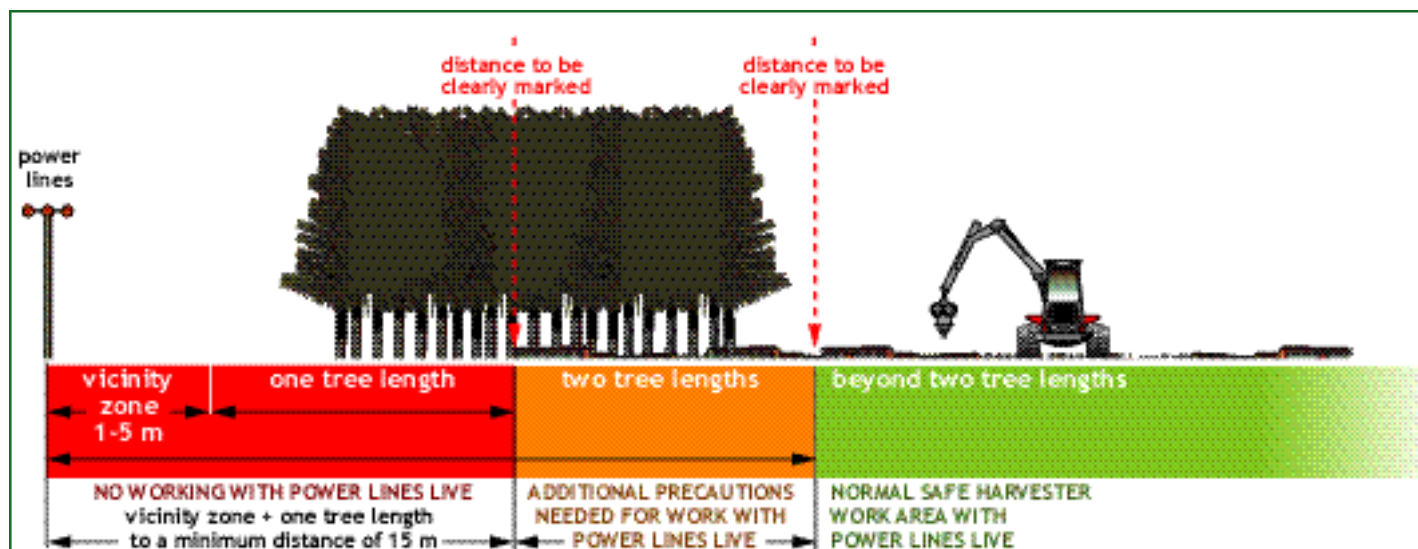 distance to be
clearly marked
distance to be
clearly marked
power
lines
vicinity
zone
1-5 m
one tree length
two tree lengths
beyond two tree lengths
NO WORKING WITH POWER LINES LIVE
vicinity zone + one tree length
to a minimum distance of 15 m
ADDITIONAL PRECAUTIONS
NEEDED FOR WORK WITH
POWER LINES LIVE
NORMAL SAFE HARVESTER
WORK AREA WITH
POWER LINES LIVE